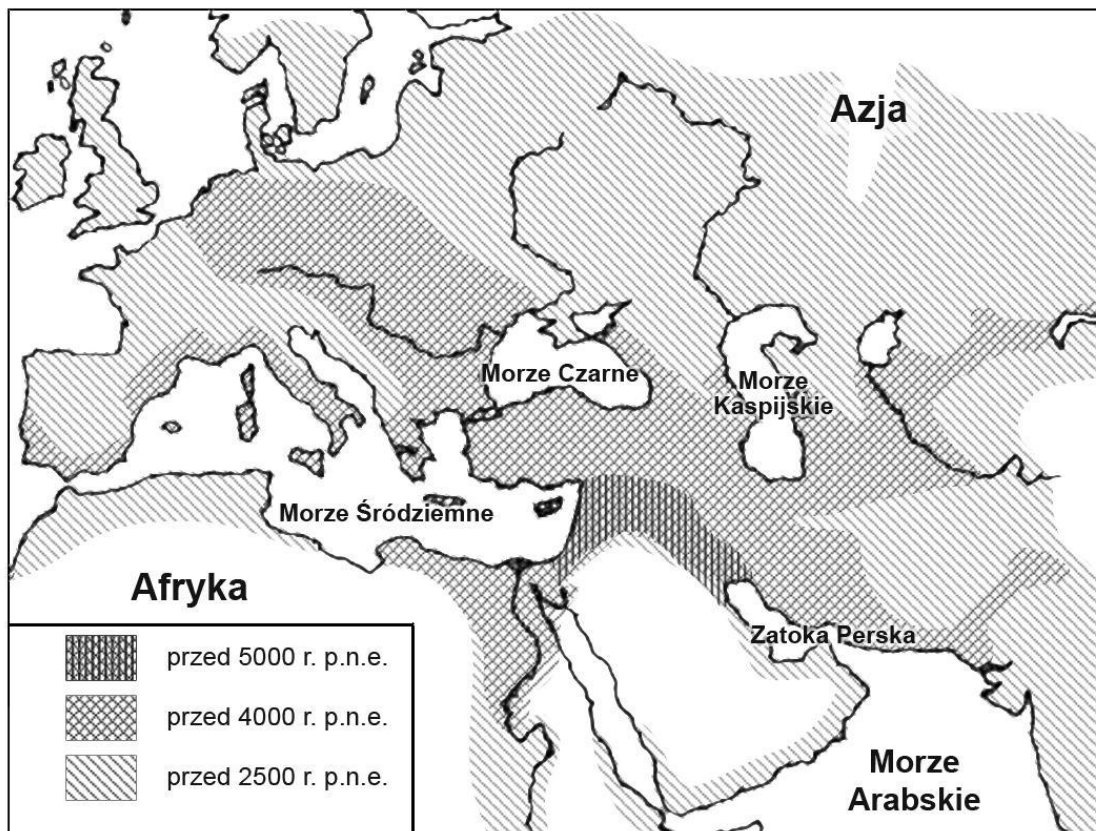 Azja
Morze Czarne
Morze
Kaspijskie
Morze Śródziemne
Afryka
Zatoka Perska
przed 5000 r. p.n.e.
przed 4000 r. p.n.e.
przed 2500 r. p.n.e.
Morze
Arabskie